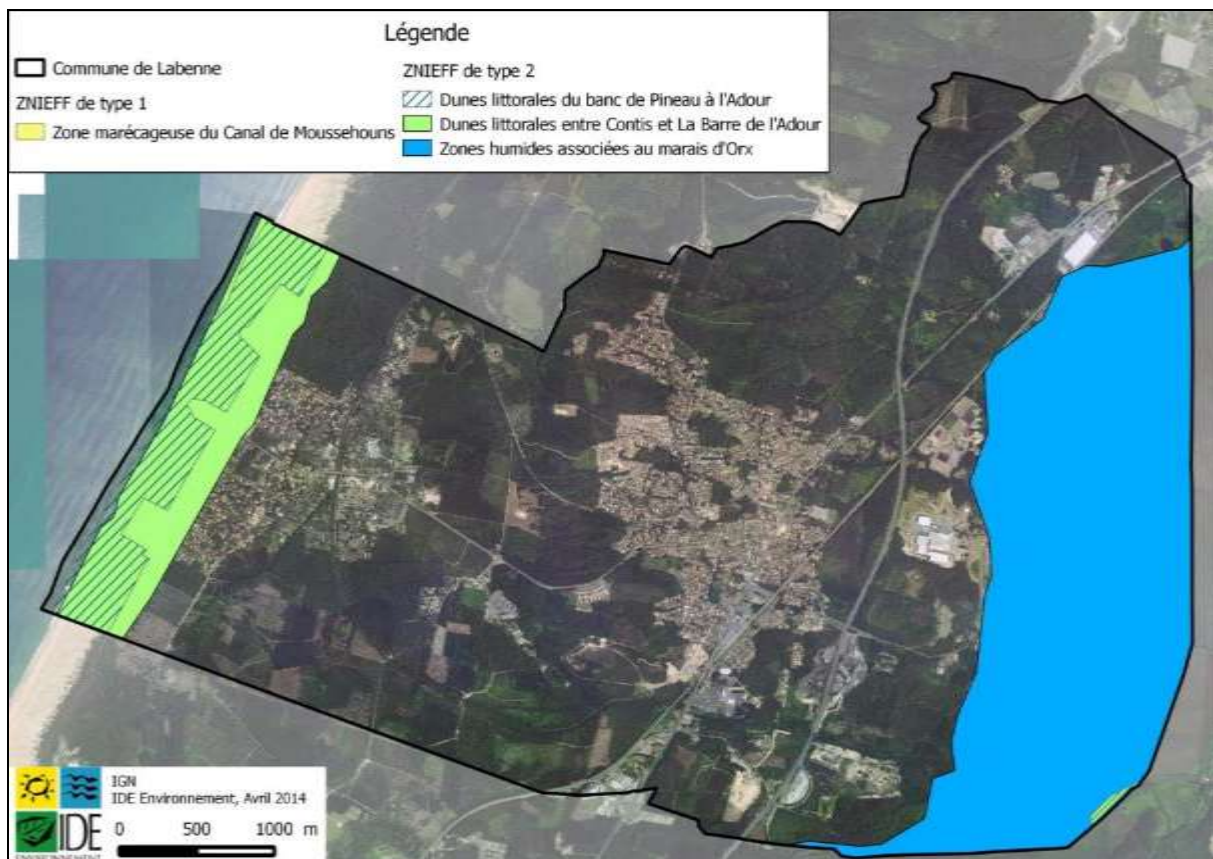 Légende
Commune de Labenne
ZNIEFF de type 1
Zone marécageuse du Canal de Moussehouns
ZNIEFF de type 2
Dunes littorales du banc de Pineau à l'Adour
Dunes littorales entre Contis et La Barre de l'Adour
Zones humides associées au marais d'Orx
IGN
IDE Environnement, Avril 2014
0 500 1000 m
IDE
ENVIRONNEMENT